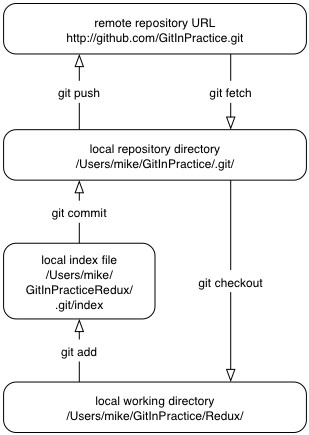 remote repository URL
http://github.com/GitInPractice.git
git push
git fetch
local repository directory
/Users/mike/GitInPractice/.git/
git commit
local index file
/Users/mike/
GitInPracticeRedux/
.git/index
git checkout
git add
local working directory
/Users/mike/GitInPractice/Redux/